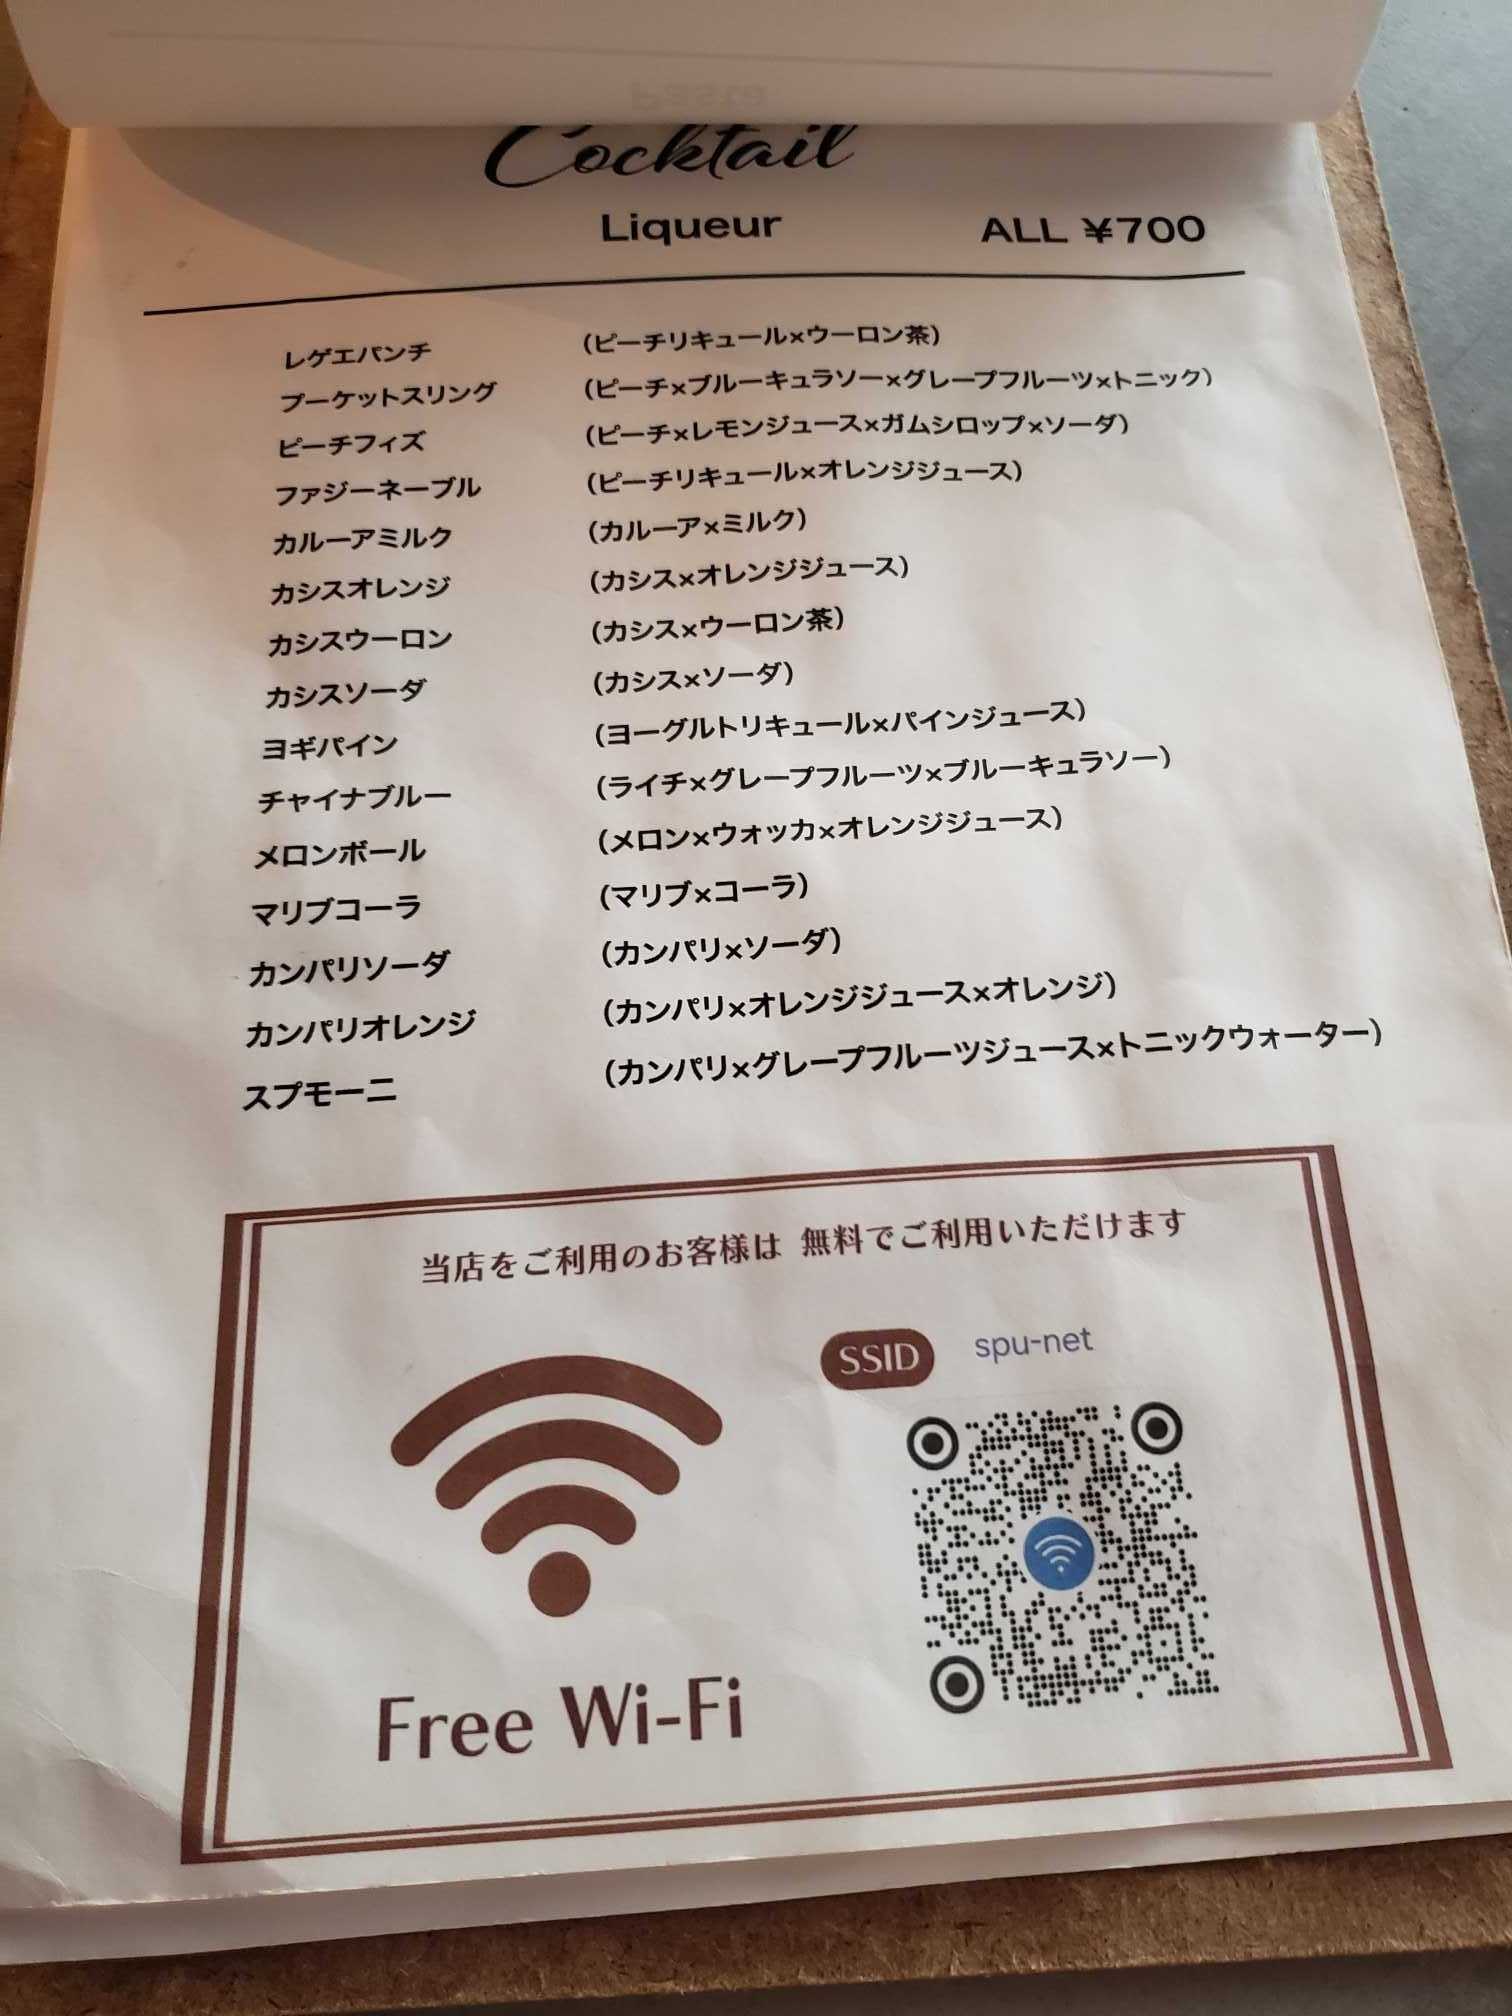 Cocktail
Liqueur ALL ¥700
レゲエパンチ (ピーチリキュール×ウーロン茶)
プーケットスリング (ピーチ×ブルーキュラソー×グレープフルーツ×トニック)
ピーチフィズ (ピーチ×レモンジュース×ガムシロップ×ソーダ)
ファジーネーブル (ピーチリキュール×オレンジジュース)
カルーアミルク (カルーア×ミルク)
カシスオレンジ (カシス×オレンジジュース)
カシスウーロン (カシス×ウーロン茶)
カシスソーダ (カシス×ソーダ)
ヨギパイン (ヨーグルトリキュール×パインジュース)
チャイナブルー (ライチ×グレープフルーツ×ブルーキュラソー)
メロンボール (メロン×ウォッカ×オレンジジュース)
マリブコーラ (マリブ×コーラ)
カンパリソーダ (カンパリ×ソーダ)
カンパリオレンジ (カンパリ×オレンジジュース×オレンジ)
スプモーニ (カンパリ×グレープフルーツジュース×トニックウォーター)
当店をご利用のお客様は 無料でご利用いただけます
SSID spu-net
Free Wi-Fi